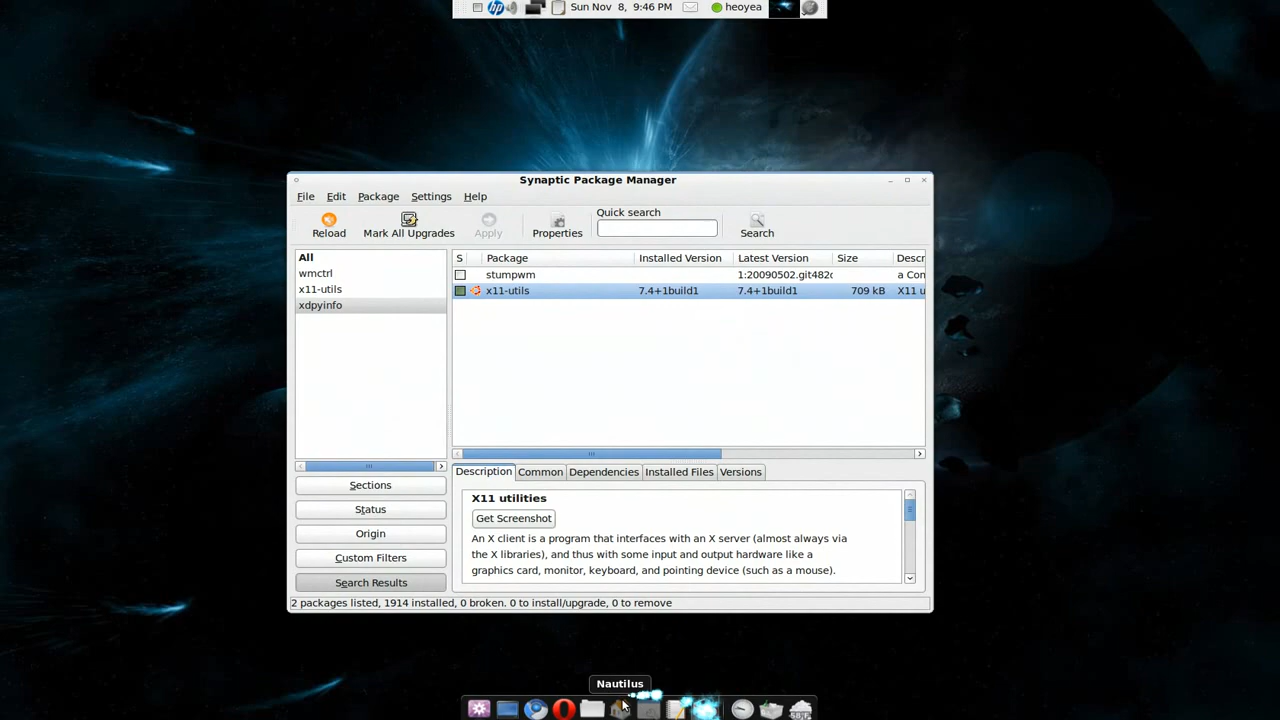 hp Sun Nov 8, 9:46 PM heoyea
Synaptic Package Manager
File Edit Package Settings Help
Quick search
Reload Mark All Upgrades Apply Properties Search
All
wmctrl
x11-utils
xdpyinfo
S Package Installed Version Latest Version Size Descr
stumpwm 1:20090502.git482c a Con
x11-utils 7.4+1build1 7.4+1build1 709 kB X11 u
Sections
Status
Origin
Custom Filters
Search Results
Description Common Dependencies Installed Files Versions
X11 utilities
Get Screenshot
An X client is a program that interfaces with an X server (almost always via
the X libraries), and thus with some input and output hardware like a
graphics card, monitor, keyboard, and pointing device (such as a mouse).
2 packages listed, 1914 installed, 0 broken. 0 to install/upgrade, 0 to remove
Nautilus